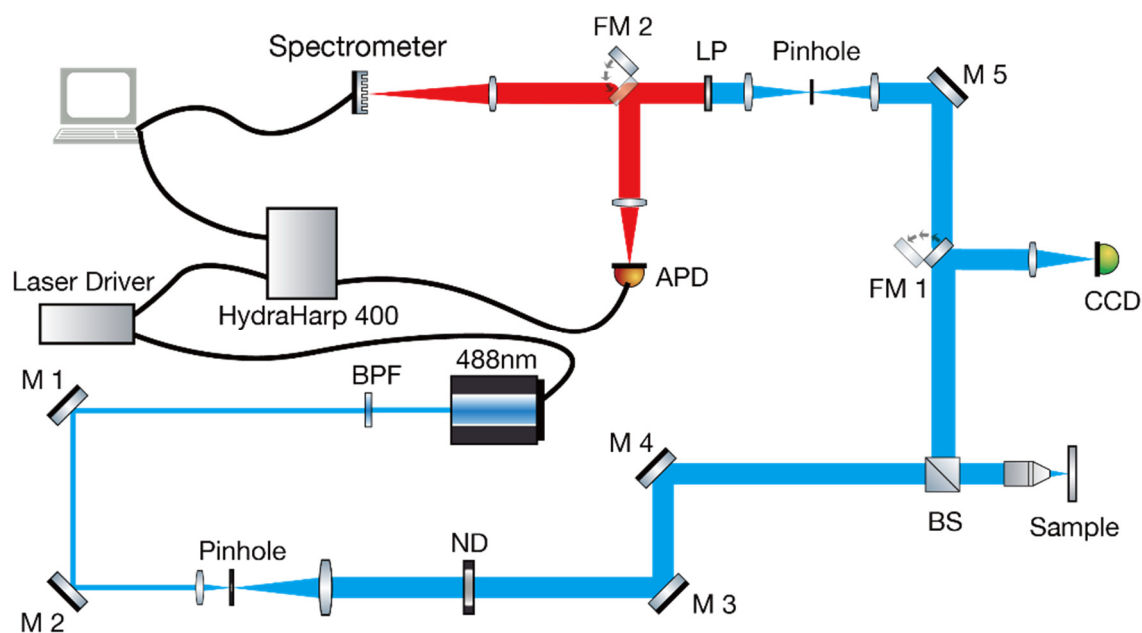 FM 2
LP
Pinhole
Spectrometer
M 5
Laser Driver
APD
FM 1
CCD
HydraHarp 400
488nm
M 1
BPF
M 4
BS
Sample
Pinhole
ND
M 2
M 3